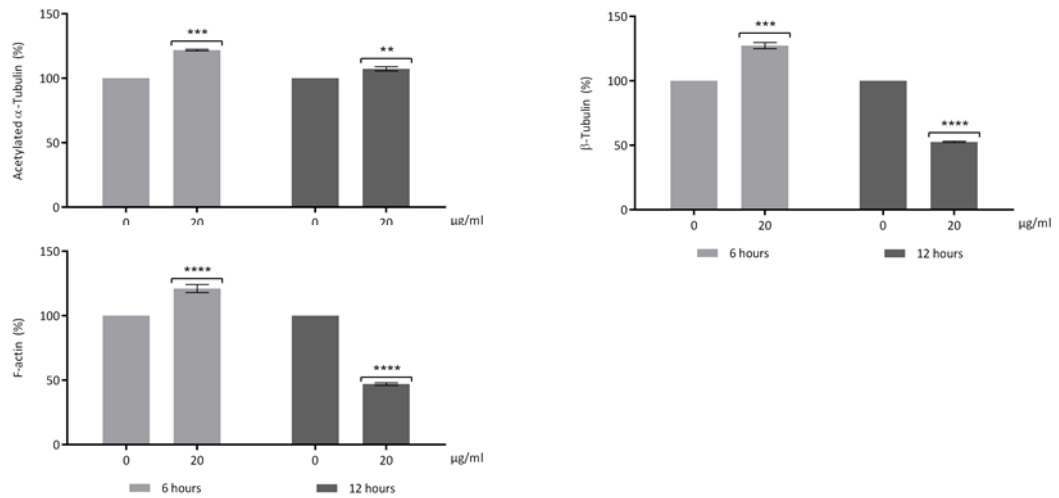 Acetylated α-Tubulin (%)
150
100
50
0
***
**
0 20 0 20 µg/ml
β-Tubulin (%)
150
100
50
0
***
****
0 20 0 20 µg/ml
6 hours 12 hours
F-actin (%)
150
100
50
0
****
****
0 20 0 20 µg/ml
6 hours 12 hours